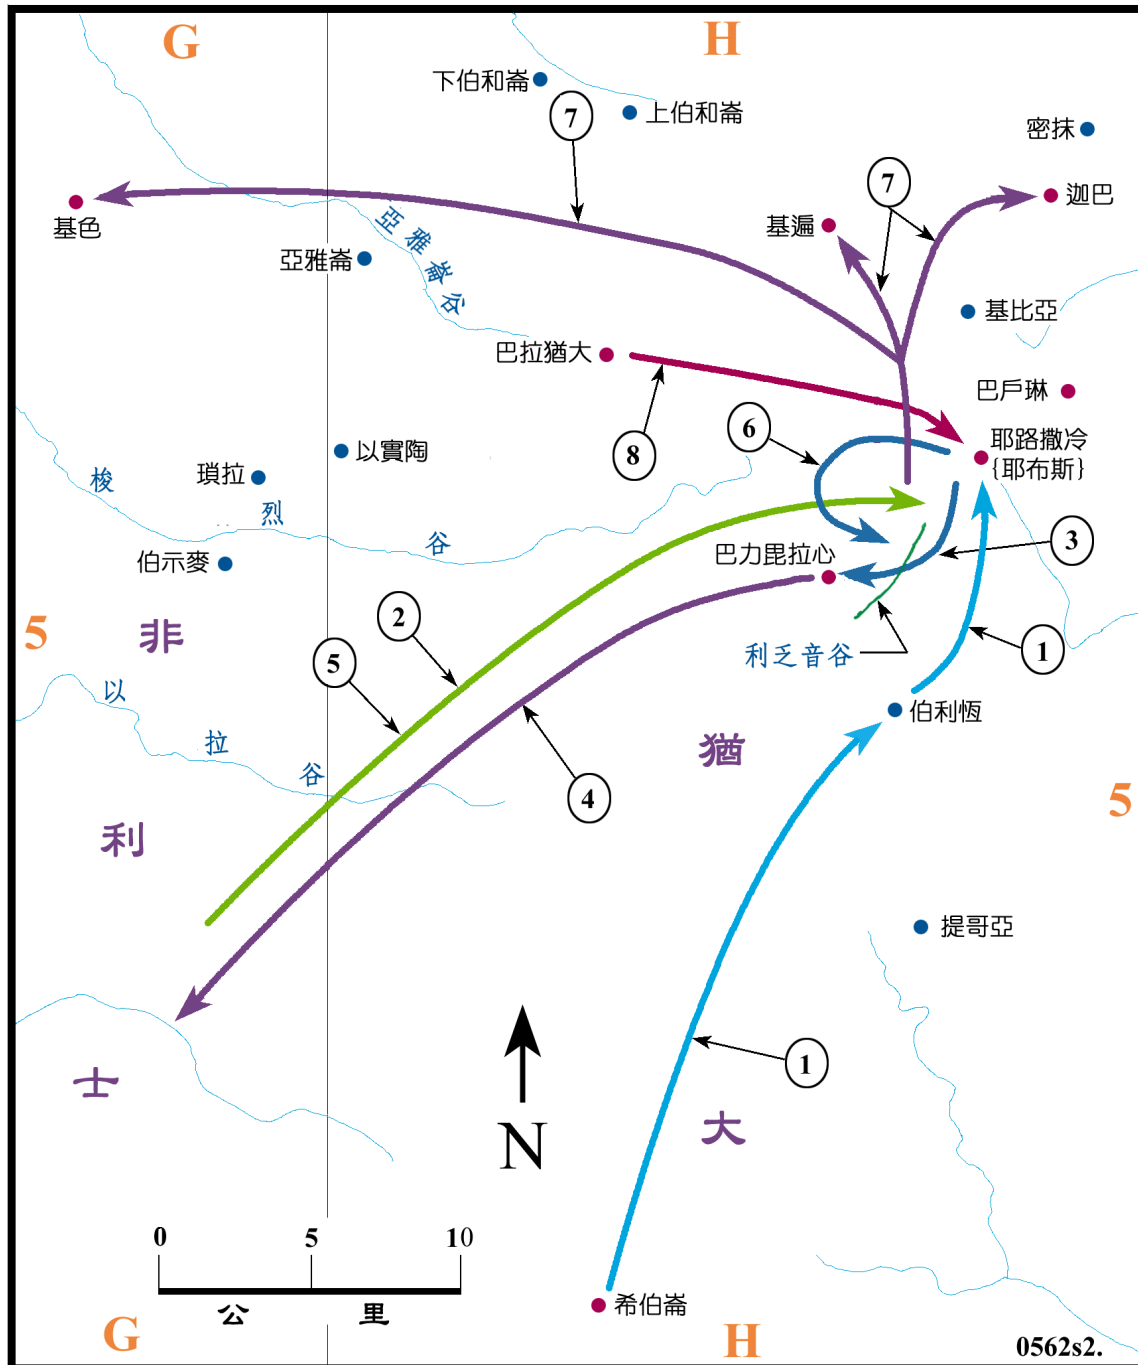 G
H
下伯和崙
上伯和崙
密抹
7
7
迦巴
基色
基遍
亞雅崙
亞雅崙谷
基比亞
巴拉猶大
巴戶琳
8
6
耶路撒冷
{耶布斯}
以實陶
瑣拉
梭烈谷
3
伯示麥
巴力毘拉心
2
5
非
5
利乏音谷
1
以拉谷
伯利恆
猶
4
5
利
提哥亞
1
士
大
N
0 5 10
公里
希伯崙
G
H
0562s2.